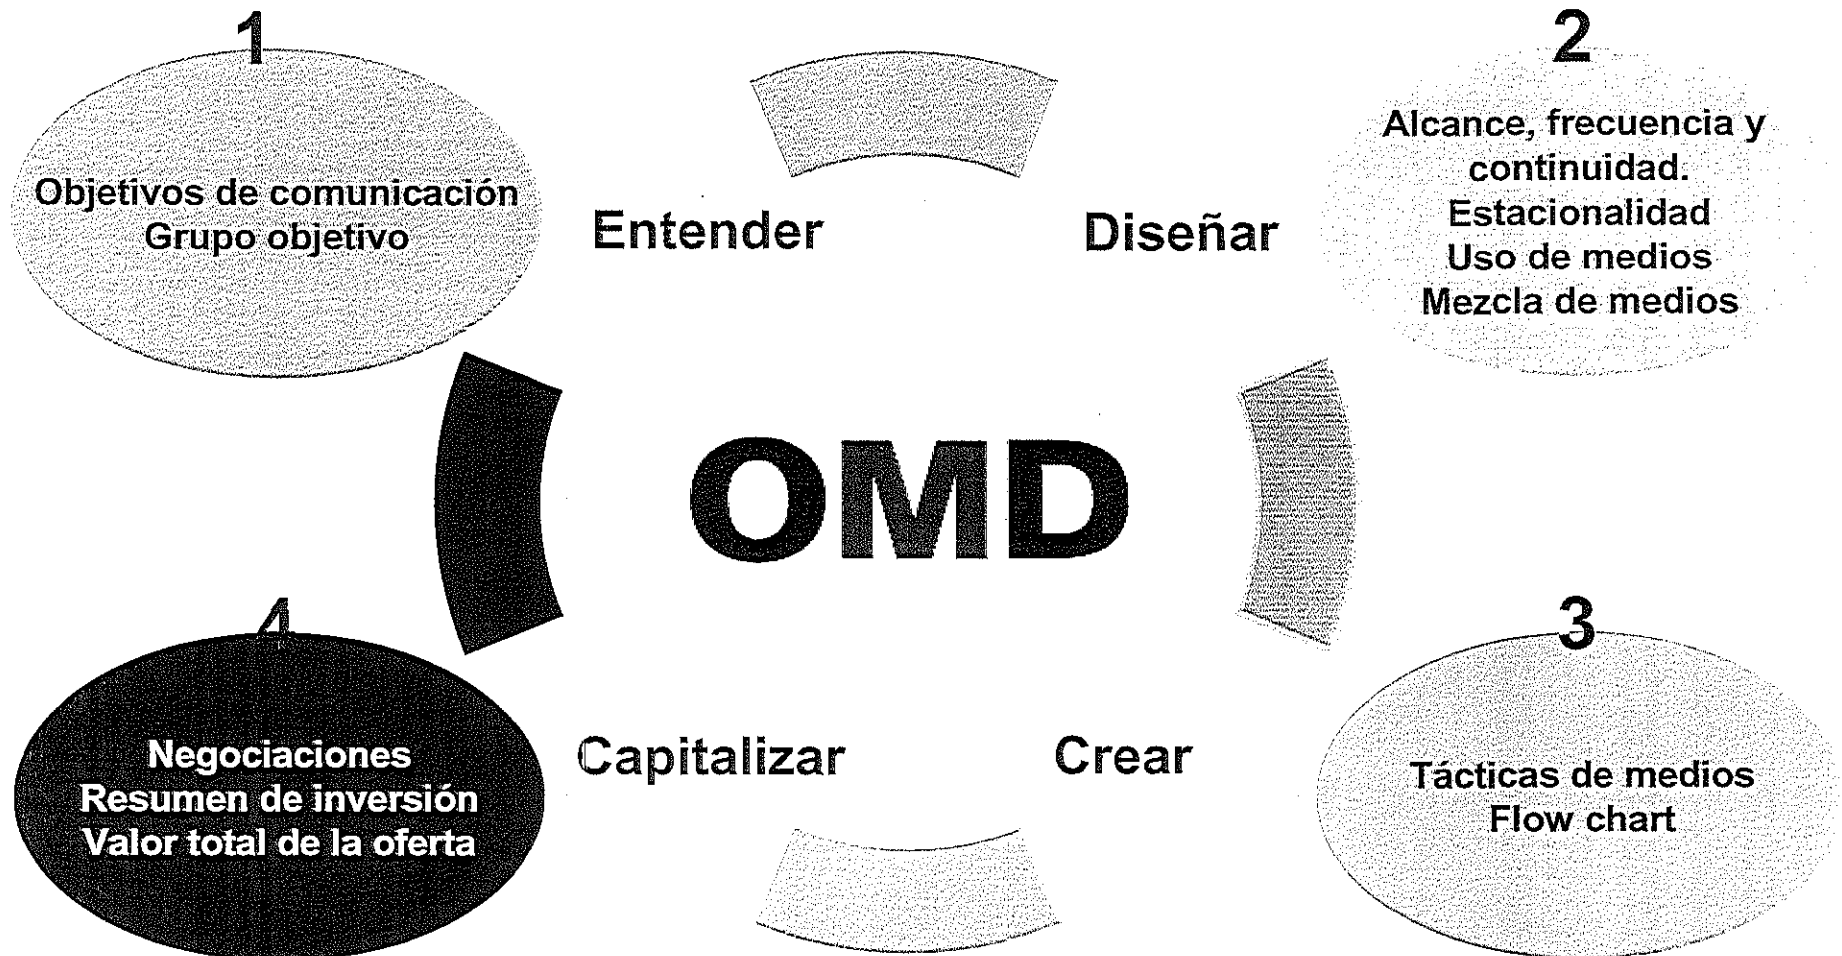 1
Objetivos de comunicación
Grupo objetivo
Entender
Diseñar
2
Alcance, frecuencia y
continuidad.
Estacionalidad
Uso de medios
Mezcla de medios
OMD
4
Negociaciones
Resumen de inversión
Valor total de la oferta
Capitalizar
Crear
3
Tácticas de medios
Flow chart